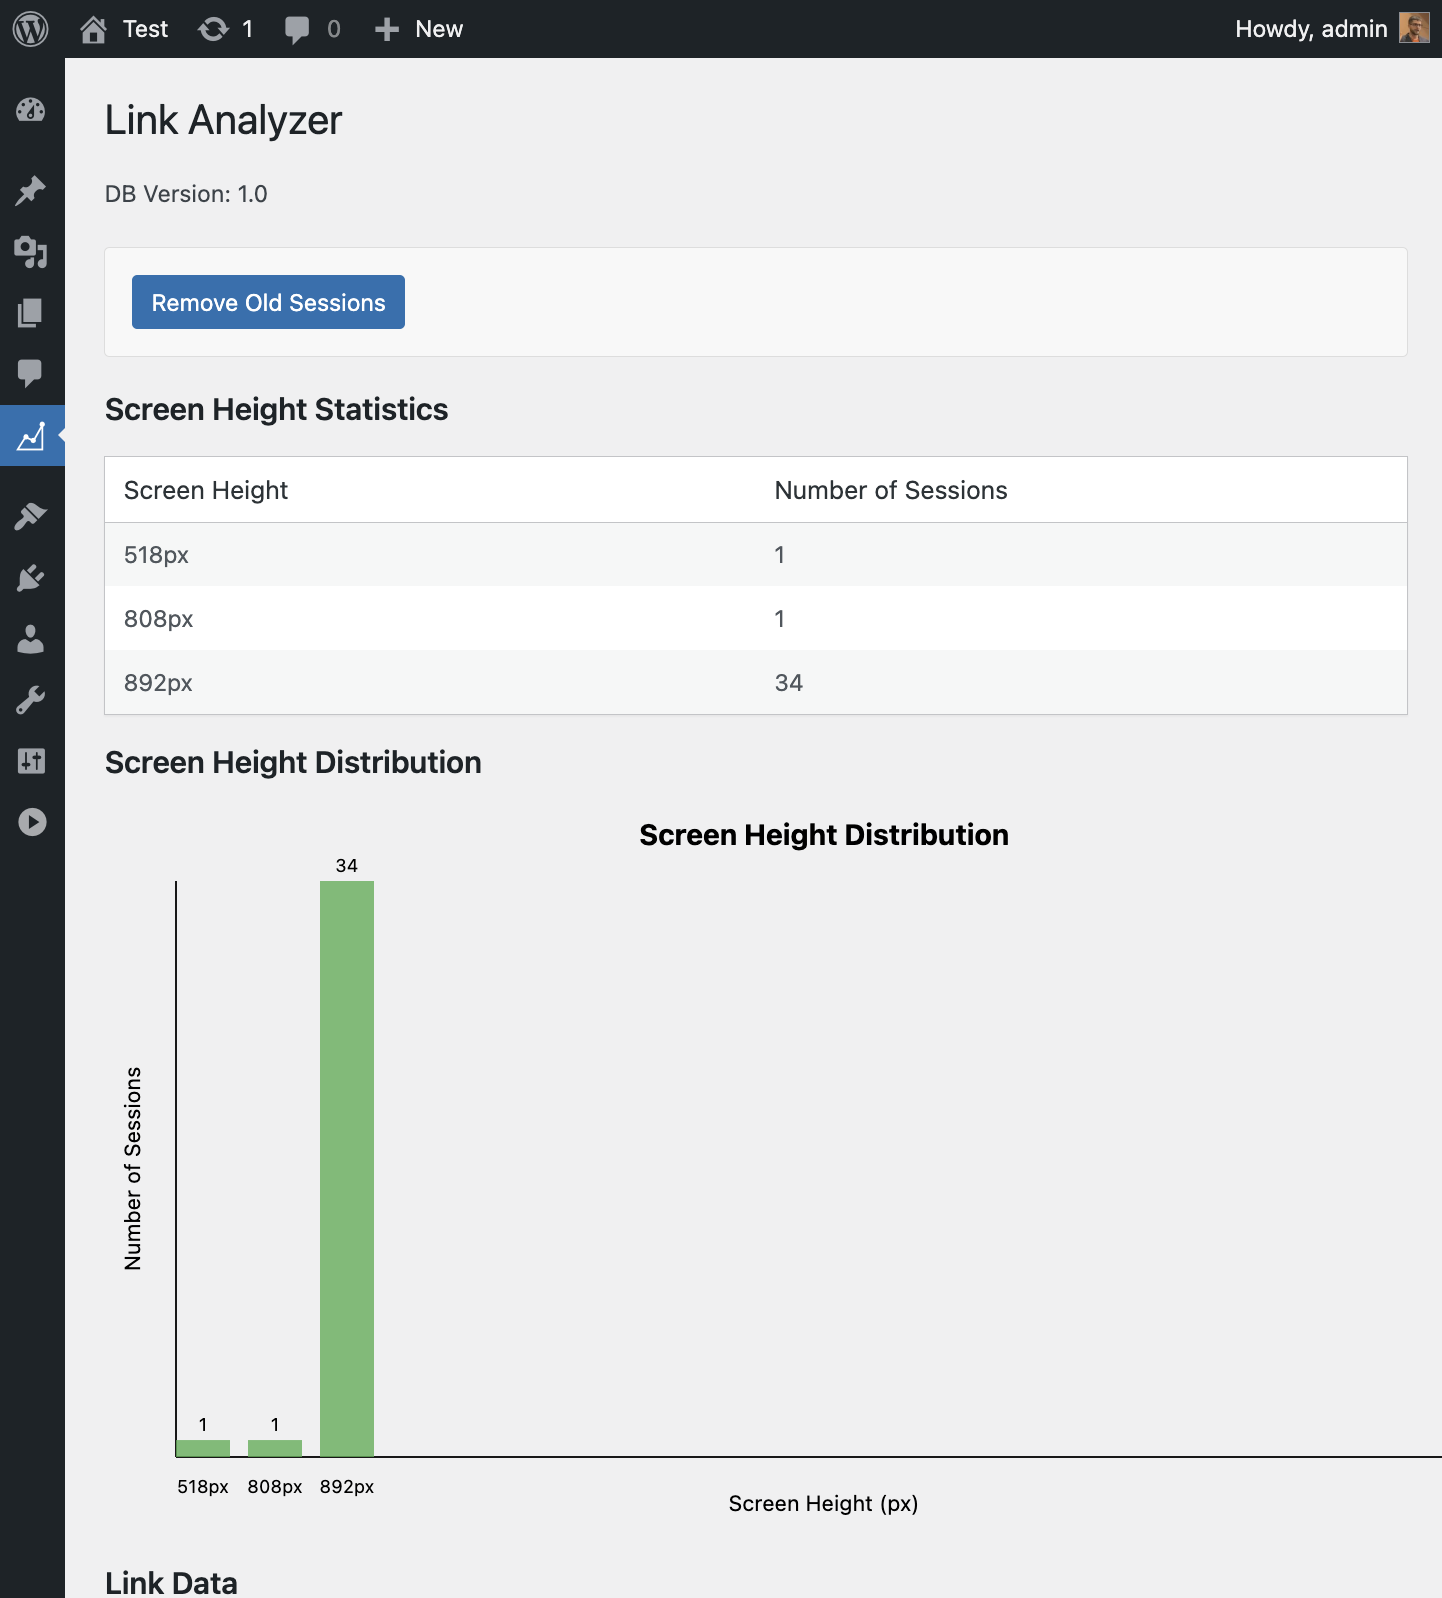 Test 1 0 New Howdy, admin
Link Analyzer
DB Version: 1.0
Remove Old Sessions
Screen Height Statistics
Screen Height Number of Sessions
518px 1
808px 1
892px 34
Screen Height Distribution
Screen Height Distribution
34
Number of Sessions
1 1
518px 808px 892px
Screen Height (px)
Link Data